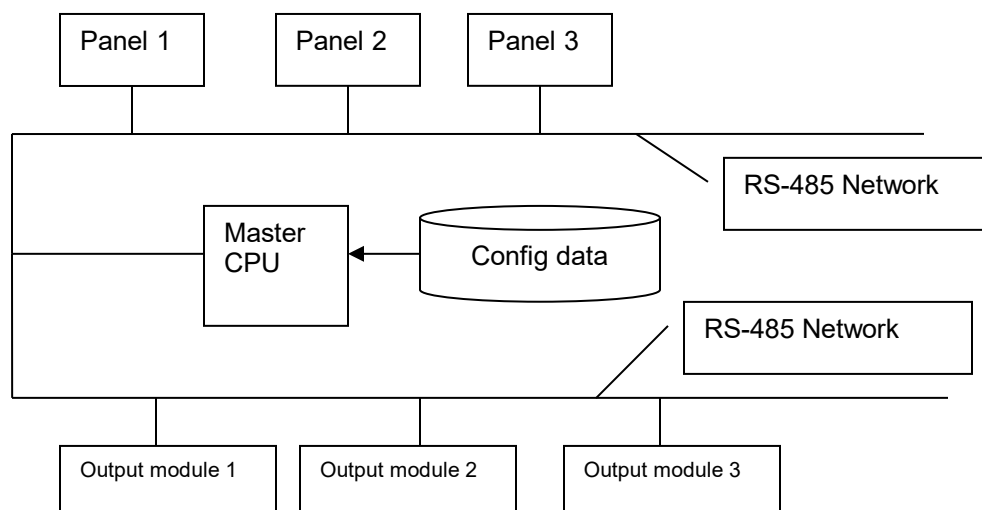 Panel 1
Panel 2
Panel 3
RS-485 Network
Master
CPU
Config data
RS-485 Network
Output module 1
Output module 2
Output module 3